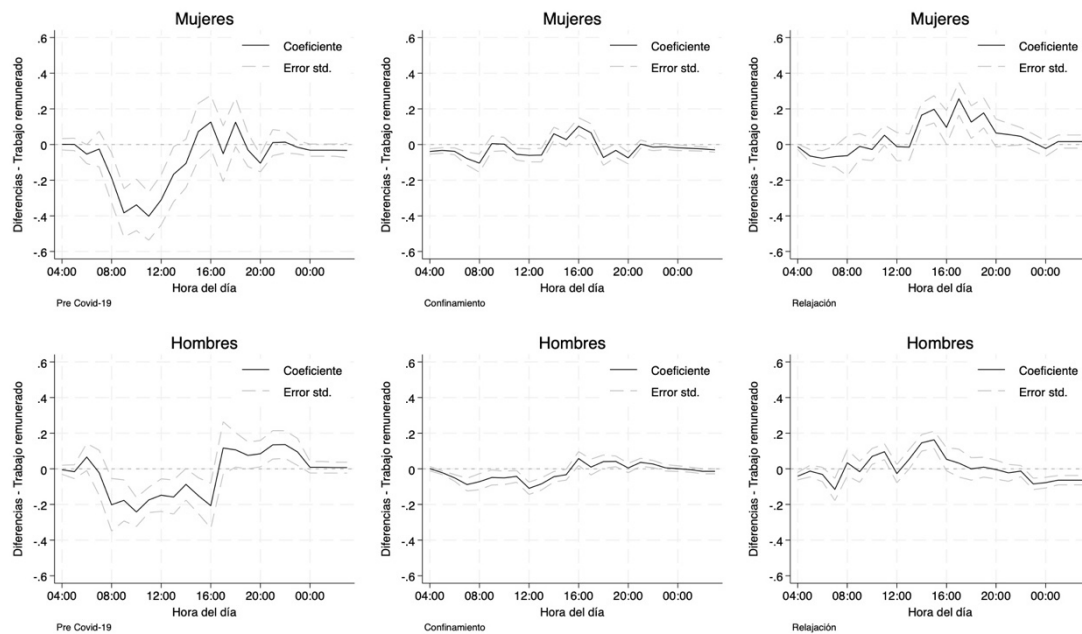 Mujeres
Diferencias - Trabajo remunerado
.6
.4
.2
0
-.2
-.4
-.6
Coeficiente
Error std.
04:00 08:00 12:00 16:00 20:00 00:00
Hora del día
Pre Covid-19
Mujeres
Diferencias - Trabajo remunerado
.6
.4
.2
0
-.2
-.4
-.6
Coeficiente
Error std.
04:00 08:00 12:00 16:00 20:00 00:00
Hora del día
Confinamiento
Mujeres
Diferencias - Trabajo remunerado
.6
.4
.2
0
-.2
-.4
-.6
Coeficiente
Error std.
04:00 08:00 12:00 16:00 20:00 00:00
Hora del día
Relajación
Hombres
Diferencias - Trabajo remunerado
.6
.4
.2
0
-.2
-.4
-.6
Coeficiente
Error std.
04:00 08:00 12:00 16:00 20:00 00:00
Hora del día
Pre Covid-19
Hombres
Diferencias - Trabajo remunerado
.6
.4
.2
0
-.2
-.4
-.6
Coeficiente
Error std.
04:00 08:00 12:00 16:00 20:00 00:00
Hora del día
Confinamiento
Hombres
Diferencias - Trabajo remunerado
.6
.4
.2
0
-.2
-.4
-.6
Coeficiente
Error std.
04:00 08:00 12:00 16:00 20:00 00:00
Hora del día
Relajación